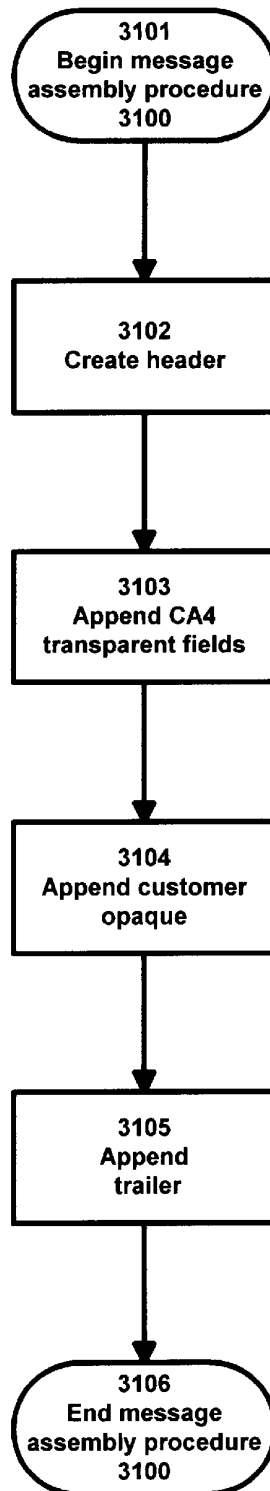 3101
Begin message
assembly procedure
3100
3102
Create header
3103
Append CA4
transparent fields
3104
Append customer
opaque
3105
Append
trailer
3106
End message
assembly procedure
3100